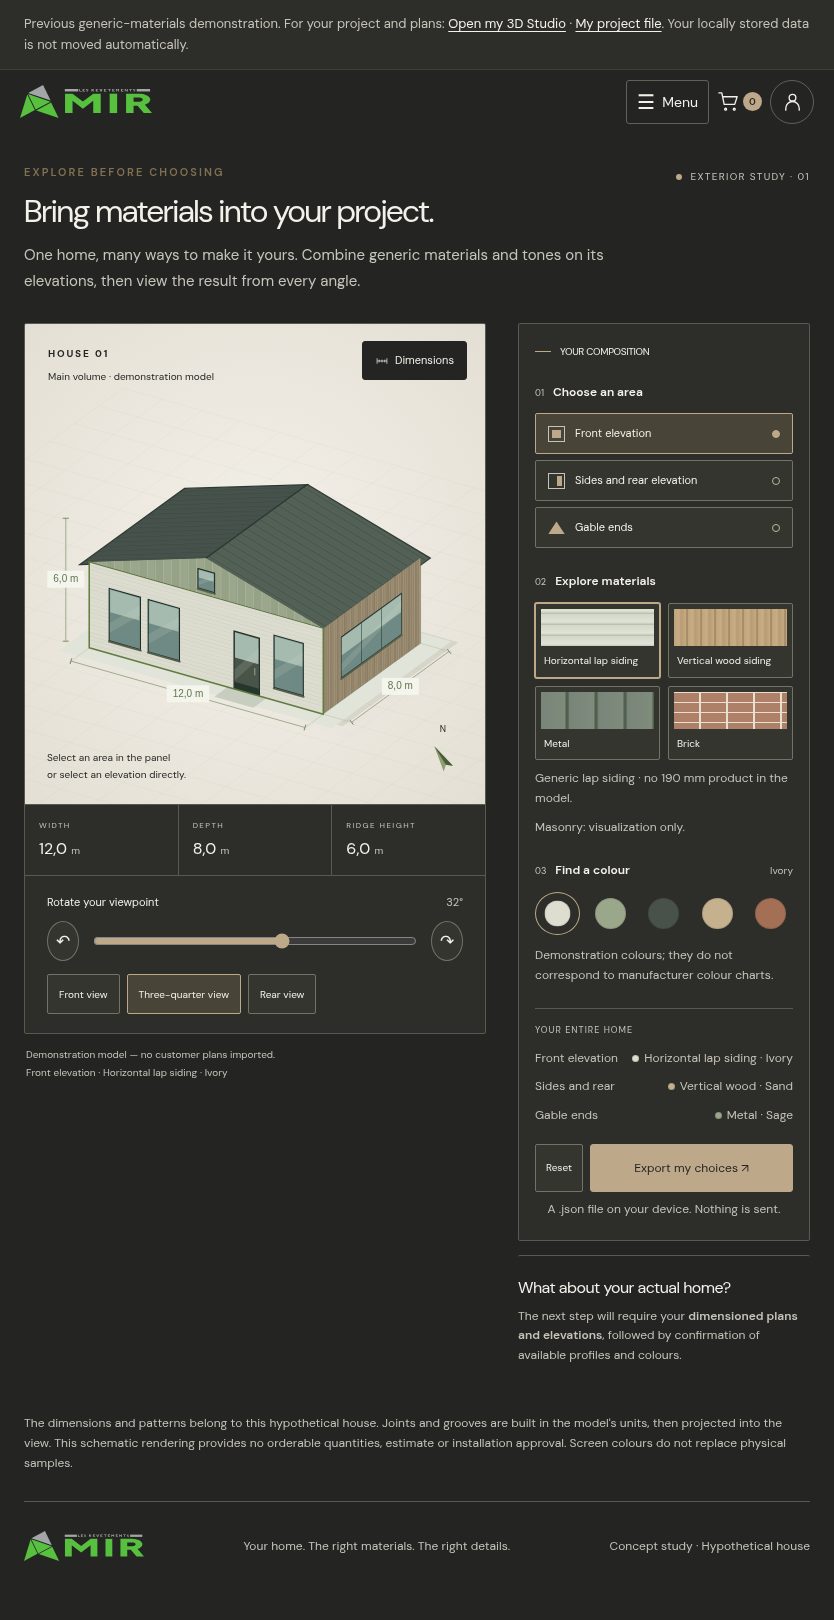 Previous generic-materials demonstration. For your project and plans: Open my 3D Studio · My project file. Your locally stored data
is not moved automatically.
LES REVETEMENTS
AMIR
☰ Menu
0
EXPLORE BEFORE CHOOSING
EXTERIOR STUDY · 01
Bring materials into your project.
One home, many ways to make it yours. Combine generic materials and tones on its
elevations, then view the result from every angle.
HOUSE 01
Main volume · demonstration model
Dimensions
6,0 m
12,0 m
8,0 m
N
Select an area in the panel
or select an elevation directly.
WIDTH
12,0 m
DEPTH
8,0 m
RIDGE HEIGHT
6,0 m
Rotate your viewpoint
32°
↶
↷
Front view
Three-quarter view
Rear view
Demonstration model — no customer plans imported.
Front elevation · Horizontal lap siding · Ivory
YOUR COMPOSITION
01 Choose an area
Front elevation
Sides and rear elevation
Gable ends
02 Explore materials
Horizontal lap siding
Vertical wood siding
Metal
Brick
Generic lap siding · no 190 mm product in the
model.
Masonry: visualization only.
03 Find a colour
Ivory
Demonstration colours; they do not
correspond to manufacturer colour charts.
YOUR ENTIRE HOME
Front elevation
Horizontal lap siding · Ivory
Sides and rear
Vertical wood · Sand
Gable ends
Metal · Sage
Reset
Export my choices ↗
A .json file on your device. Nothing is sent.
What about your actual home?
The next step will require your dimensioned plans
and elevations, followed by confirmation of
available profiles and colours.
The dimensions and patterns belong to this hypothetical house. Joints and grooves are built in the model's units, then projected into the
view. This schematic rendering provides no orderable quantities, estimate or installation approval. Screen colours do not replace physical
samples.
LES REVETEMENTS
AMIR
Your home. The right materials. The right details.
Concept study · Hypothetical house